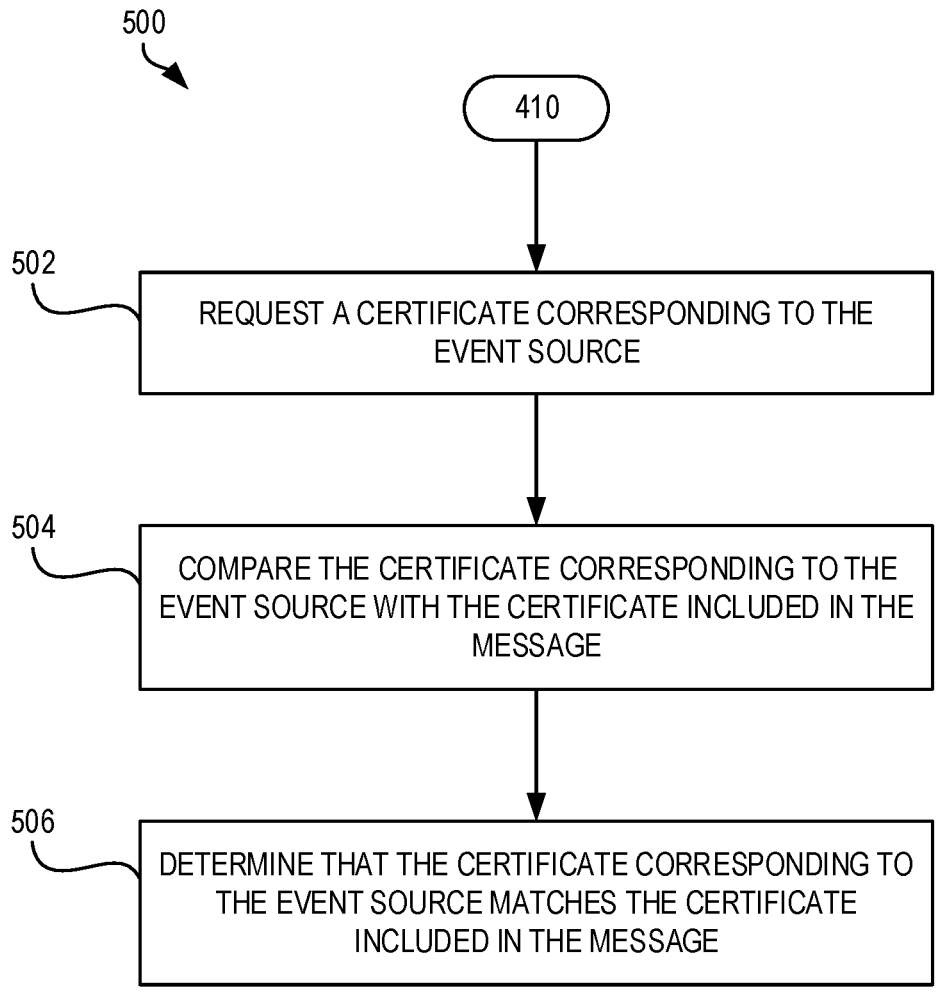 500
410
502
REQUEST A CERTIFICATE CORRESPONDING TO THE
EVENT SOURCE
504
COMPARE THE CERTIFICATE CORRESPONDING TO THE
EVENT SOURCE WITH THE CERTIFICATE INCLUDED IN THE
MESSAGE
506
DETERMINE THAT THE CERTIFICATE CORRESPONDING TO
THE EVENT SOURCE MATCHES THE CERTIFICATE
INCLUDED IN THE MESSAGE